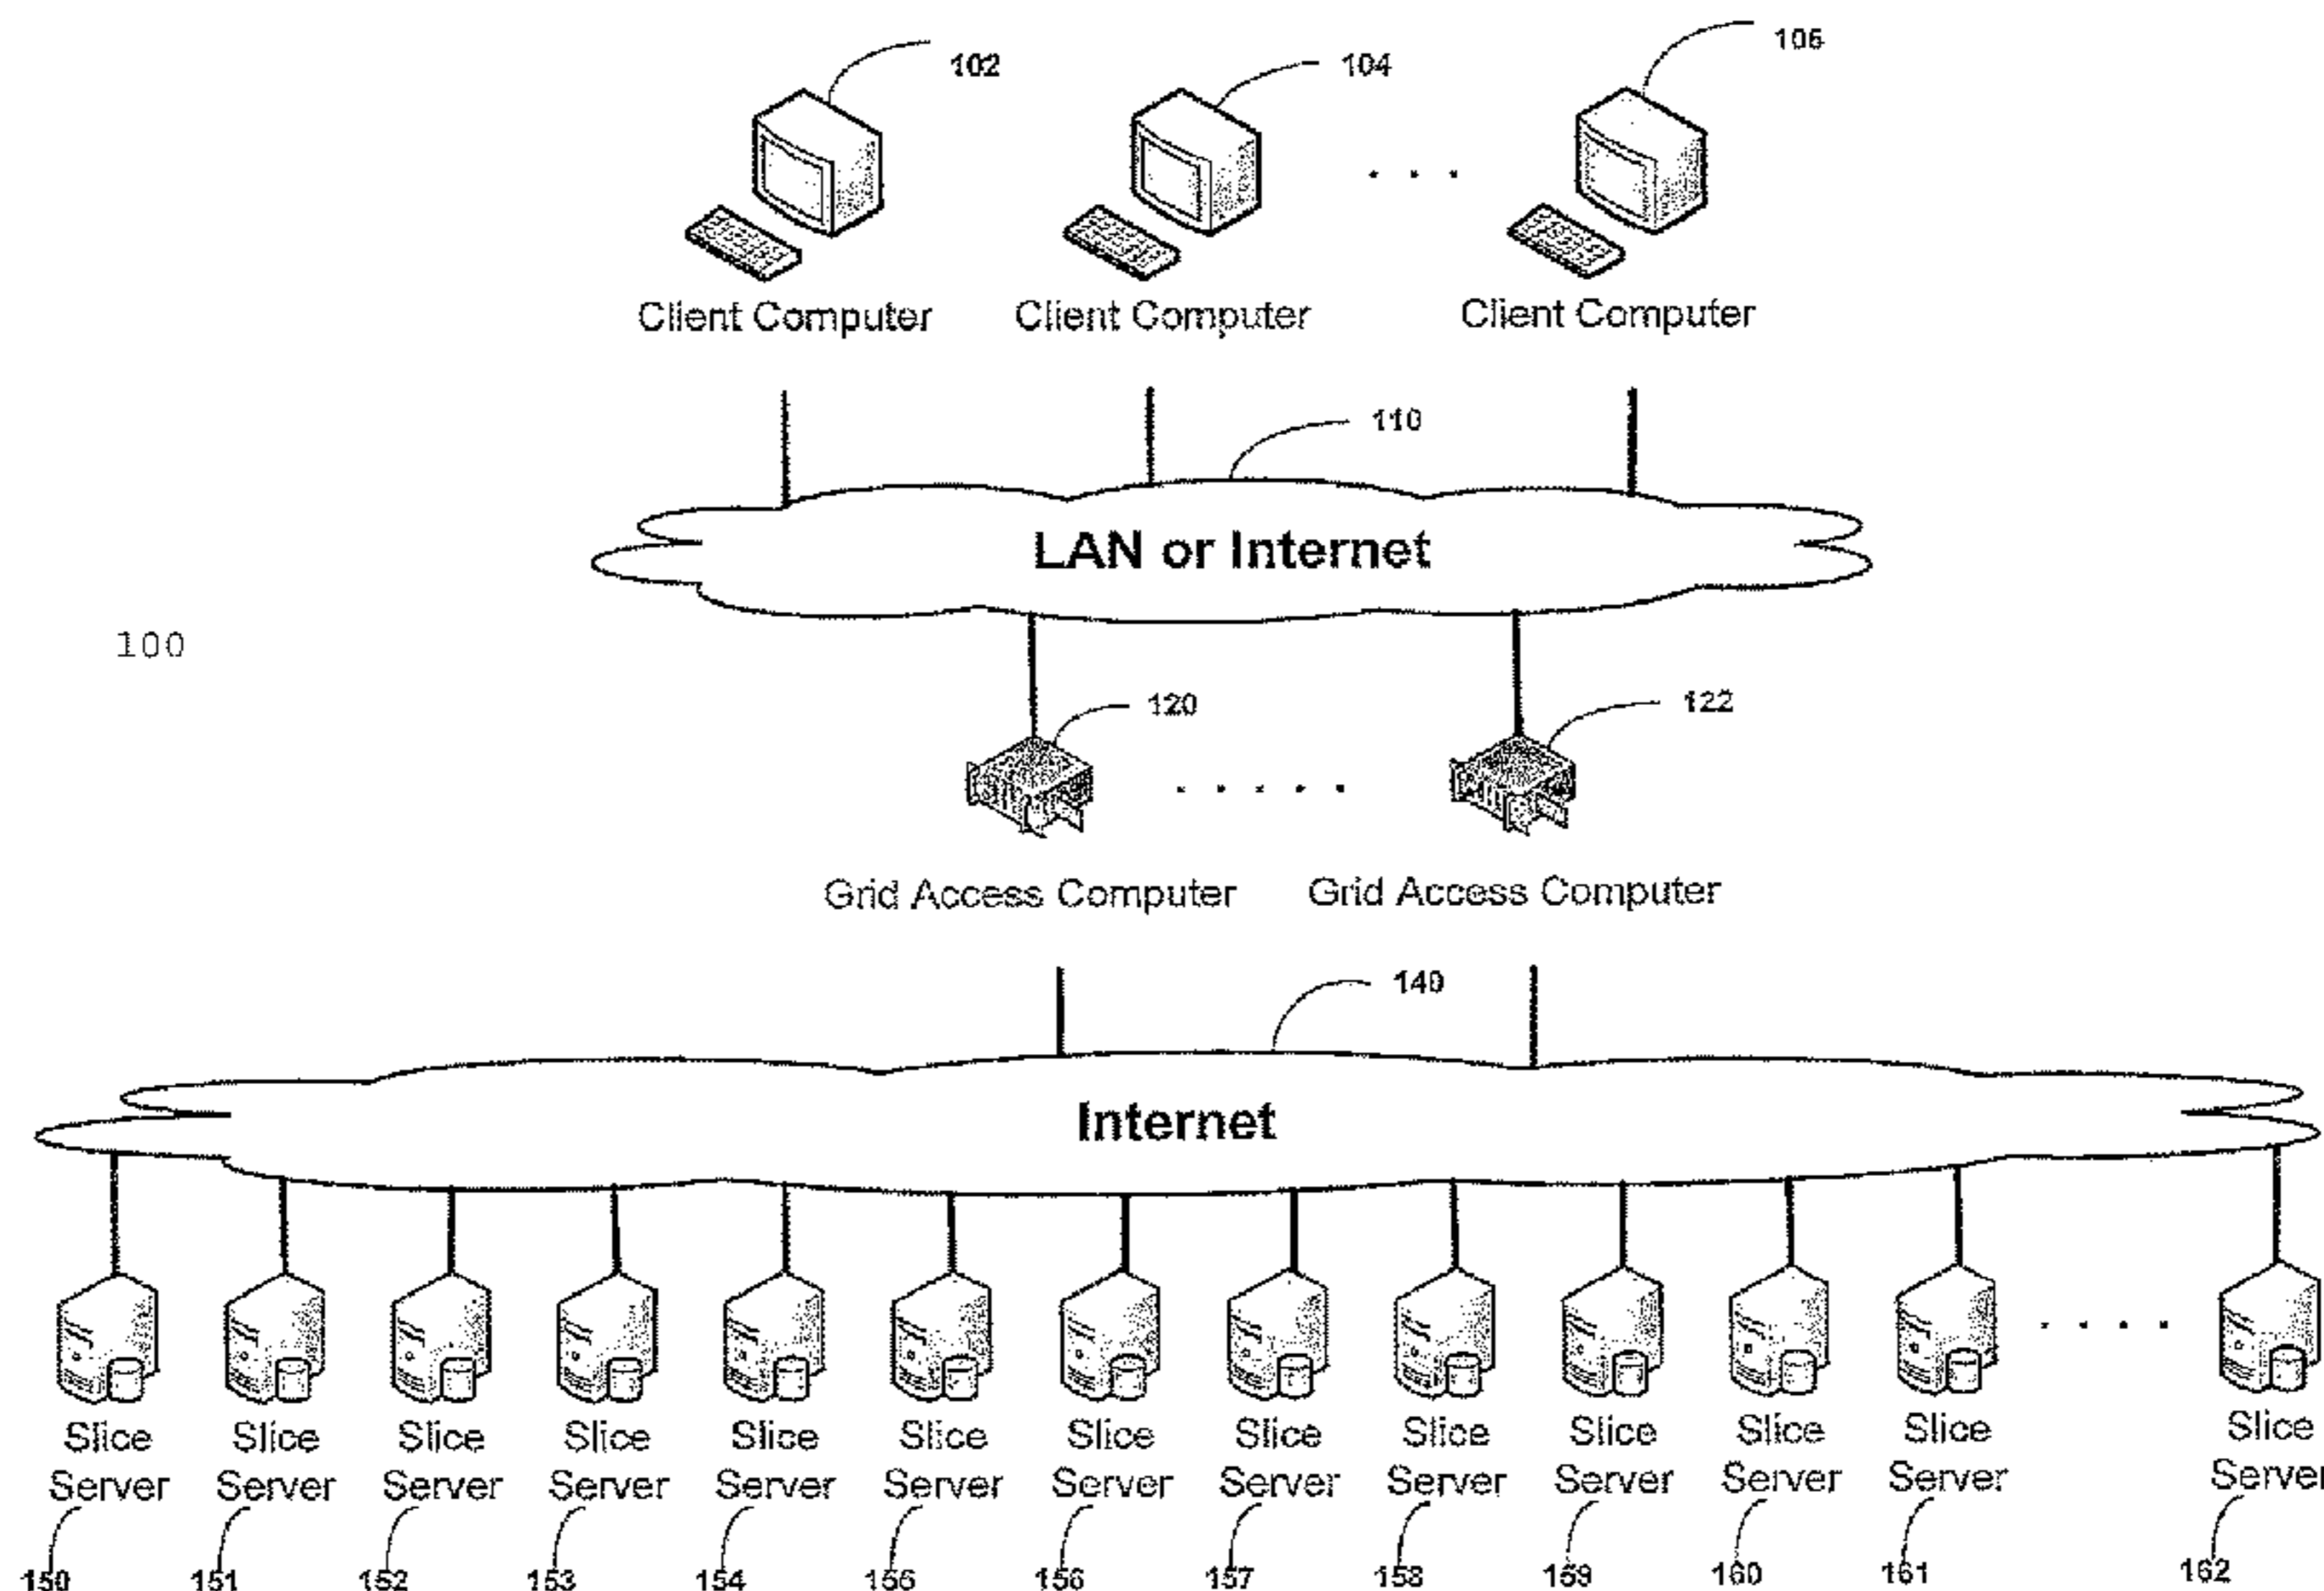 102
104
106
Client Computer
Client Computer
Client Computer
110
LAN or Internet
100
120
122
Grid Access Computer
Grid Access Computer
140
Internet
Slice
Server
Slice
Server
Slice
Server
Slice
Server
Slice
Server
Slice
Server
Slice
Server
Slice
Server
Slice
Server
Slice
Server
Slice
Server
Slice
Server
Slice
Server
150
151
152
153
154
155
156
157
158
159
160
161
162